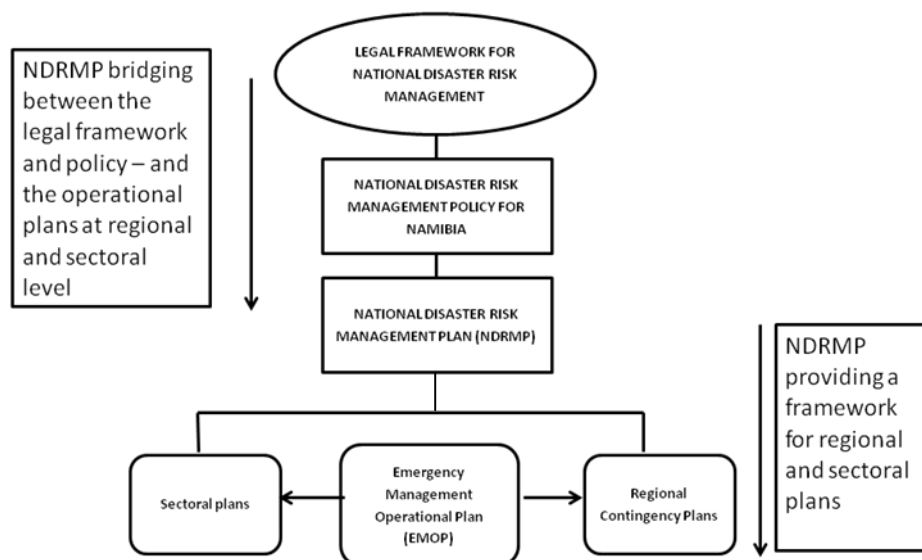 NDRMP bridging
between the
legal framework
and policy – and
the operational
plans at regional
and sectoral
level
LEGAL FRAMEWORK FOR
NATIONAL DISASTER RISK
MANAGEMENT
NATIONAL DISASTER RISK
MANAGEMENT POLICY FOR
NAMIBIA
NATIONAL DISASTER RISK
MANAGEMENT PLAN (NDRMP)
NDRMP
providing a
framework
for regional
and sectoral
plans
Sectoral plans
Emergency
Management
Operational Plan
(EMOP)
Regional
Contingency Plans